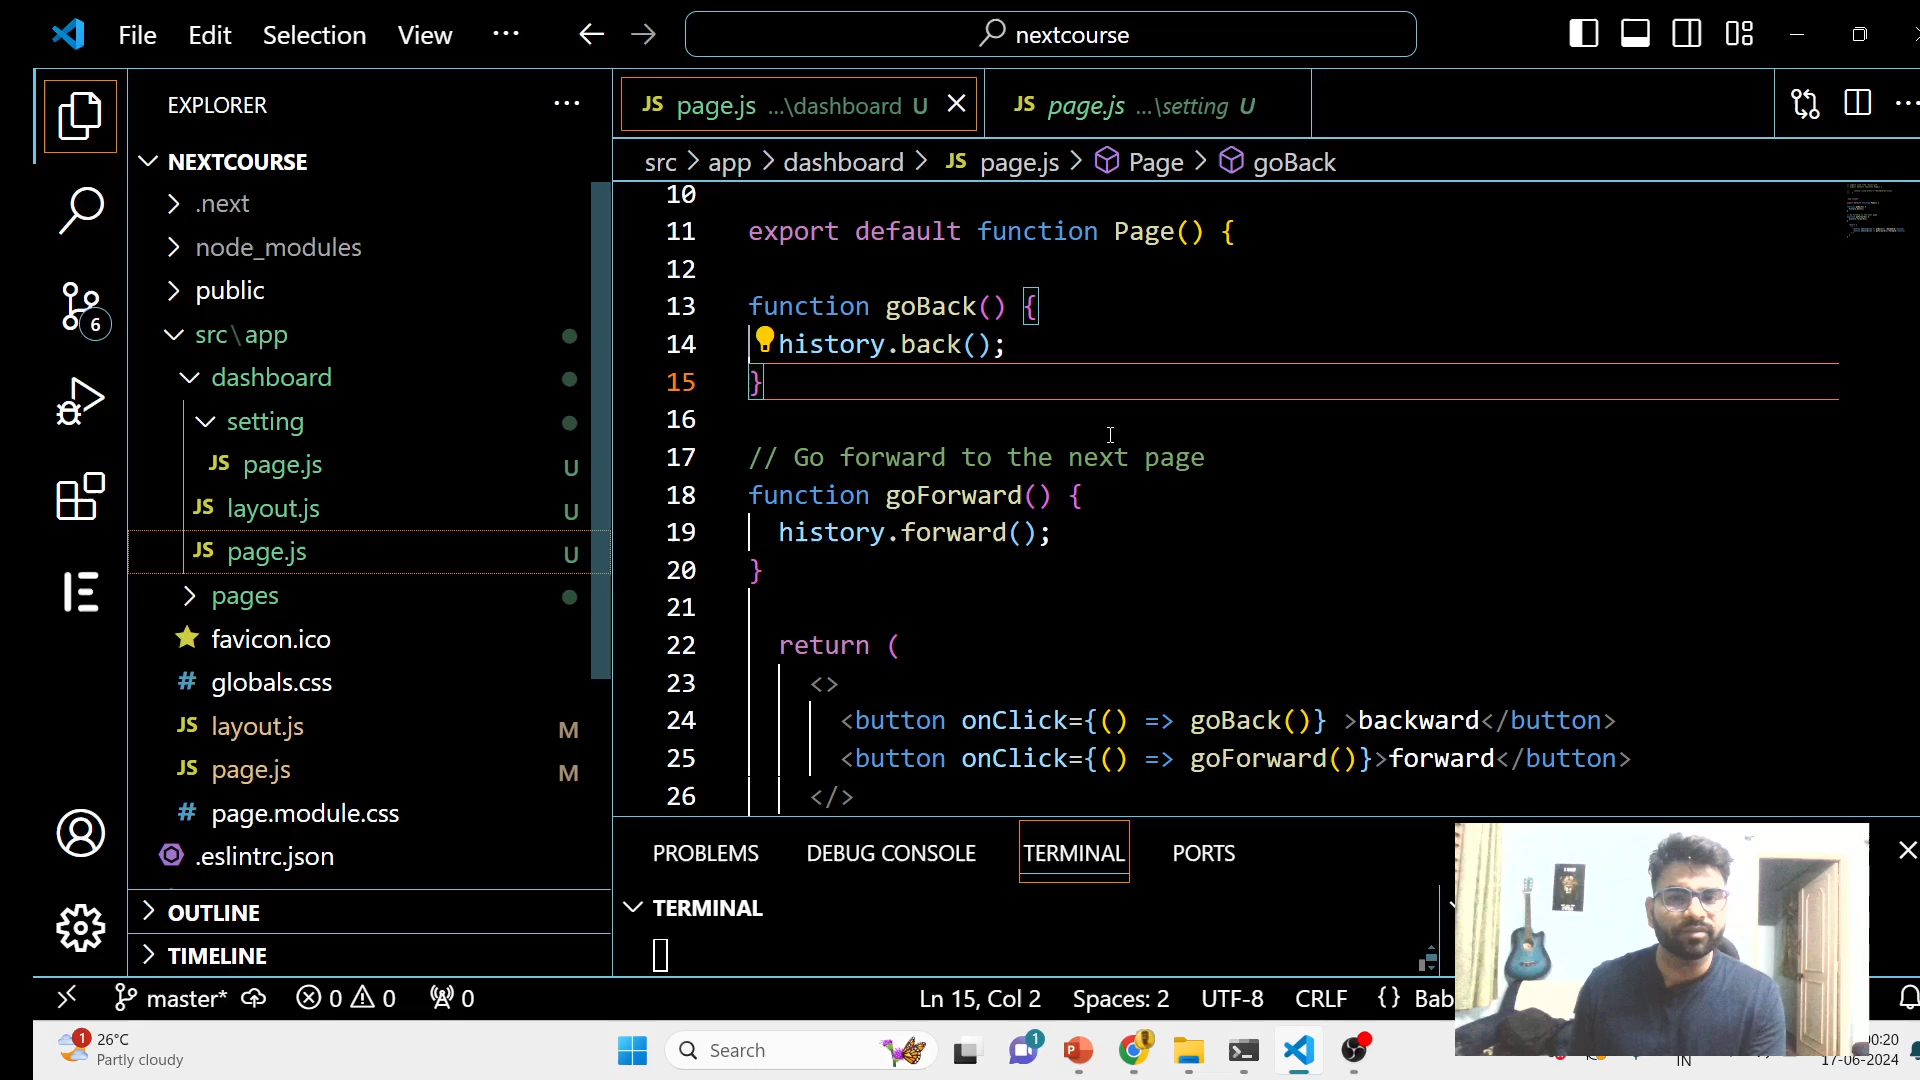 File Edit Selection View ··· nextcourse
EXPLORER ···
NEXTCOURSE
.next
node_modules
public
src\app
dashboard
setting
JS page.js U
JS layout.js U
JS page.js U
pages
favicon.ico
# globals.css
JS layout.js M
JS page.js M
# page.module.css
.eslintrc.json
OUTLINE
TIMELINE
6
JS page.js ...\dashboard U
JS page.js ...\setting U
src > app > dashboard > JS page.js > Page > goBack
10
11 export default function Page() {
12
13 function goBack() {
14 history.back();
15 }
16
17 // Go forward to the next page
18 function goForward() {
19 history.forward();
20 }
21
22 return (
23 <>
24 <button onClick={() => goBack()} >backward</button>
25 <button onClick={() => goForward()}>forward</button>
26 </>
PROBLEMS DEBUG CONSOLE TERMINAL PORTS
TERMINAL
master* 0 0 0 Ln 15, Col 2 Spaces: 2 UTF-8 CRLF {} Bab
1 26°C
Partly cloudy
Search
1
IN
0:20
17-06-2024